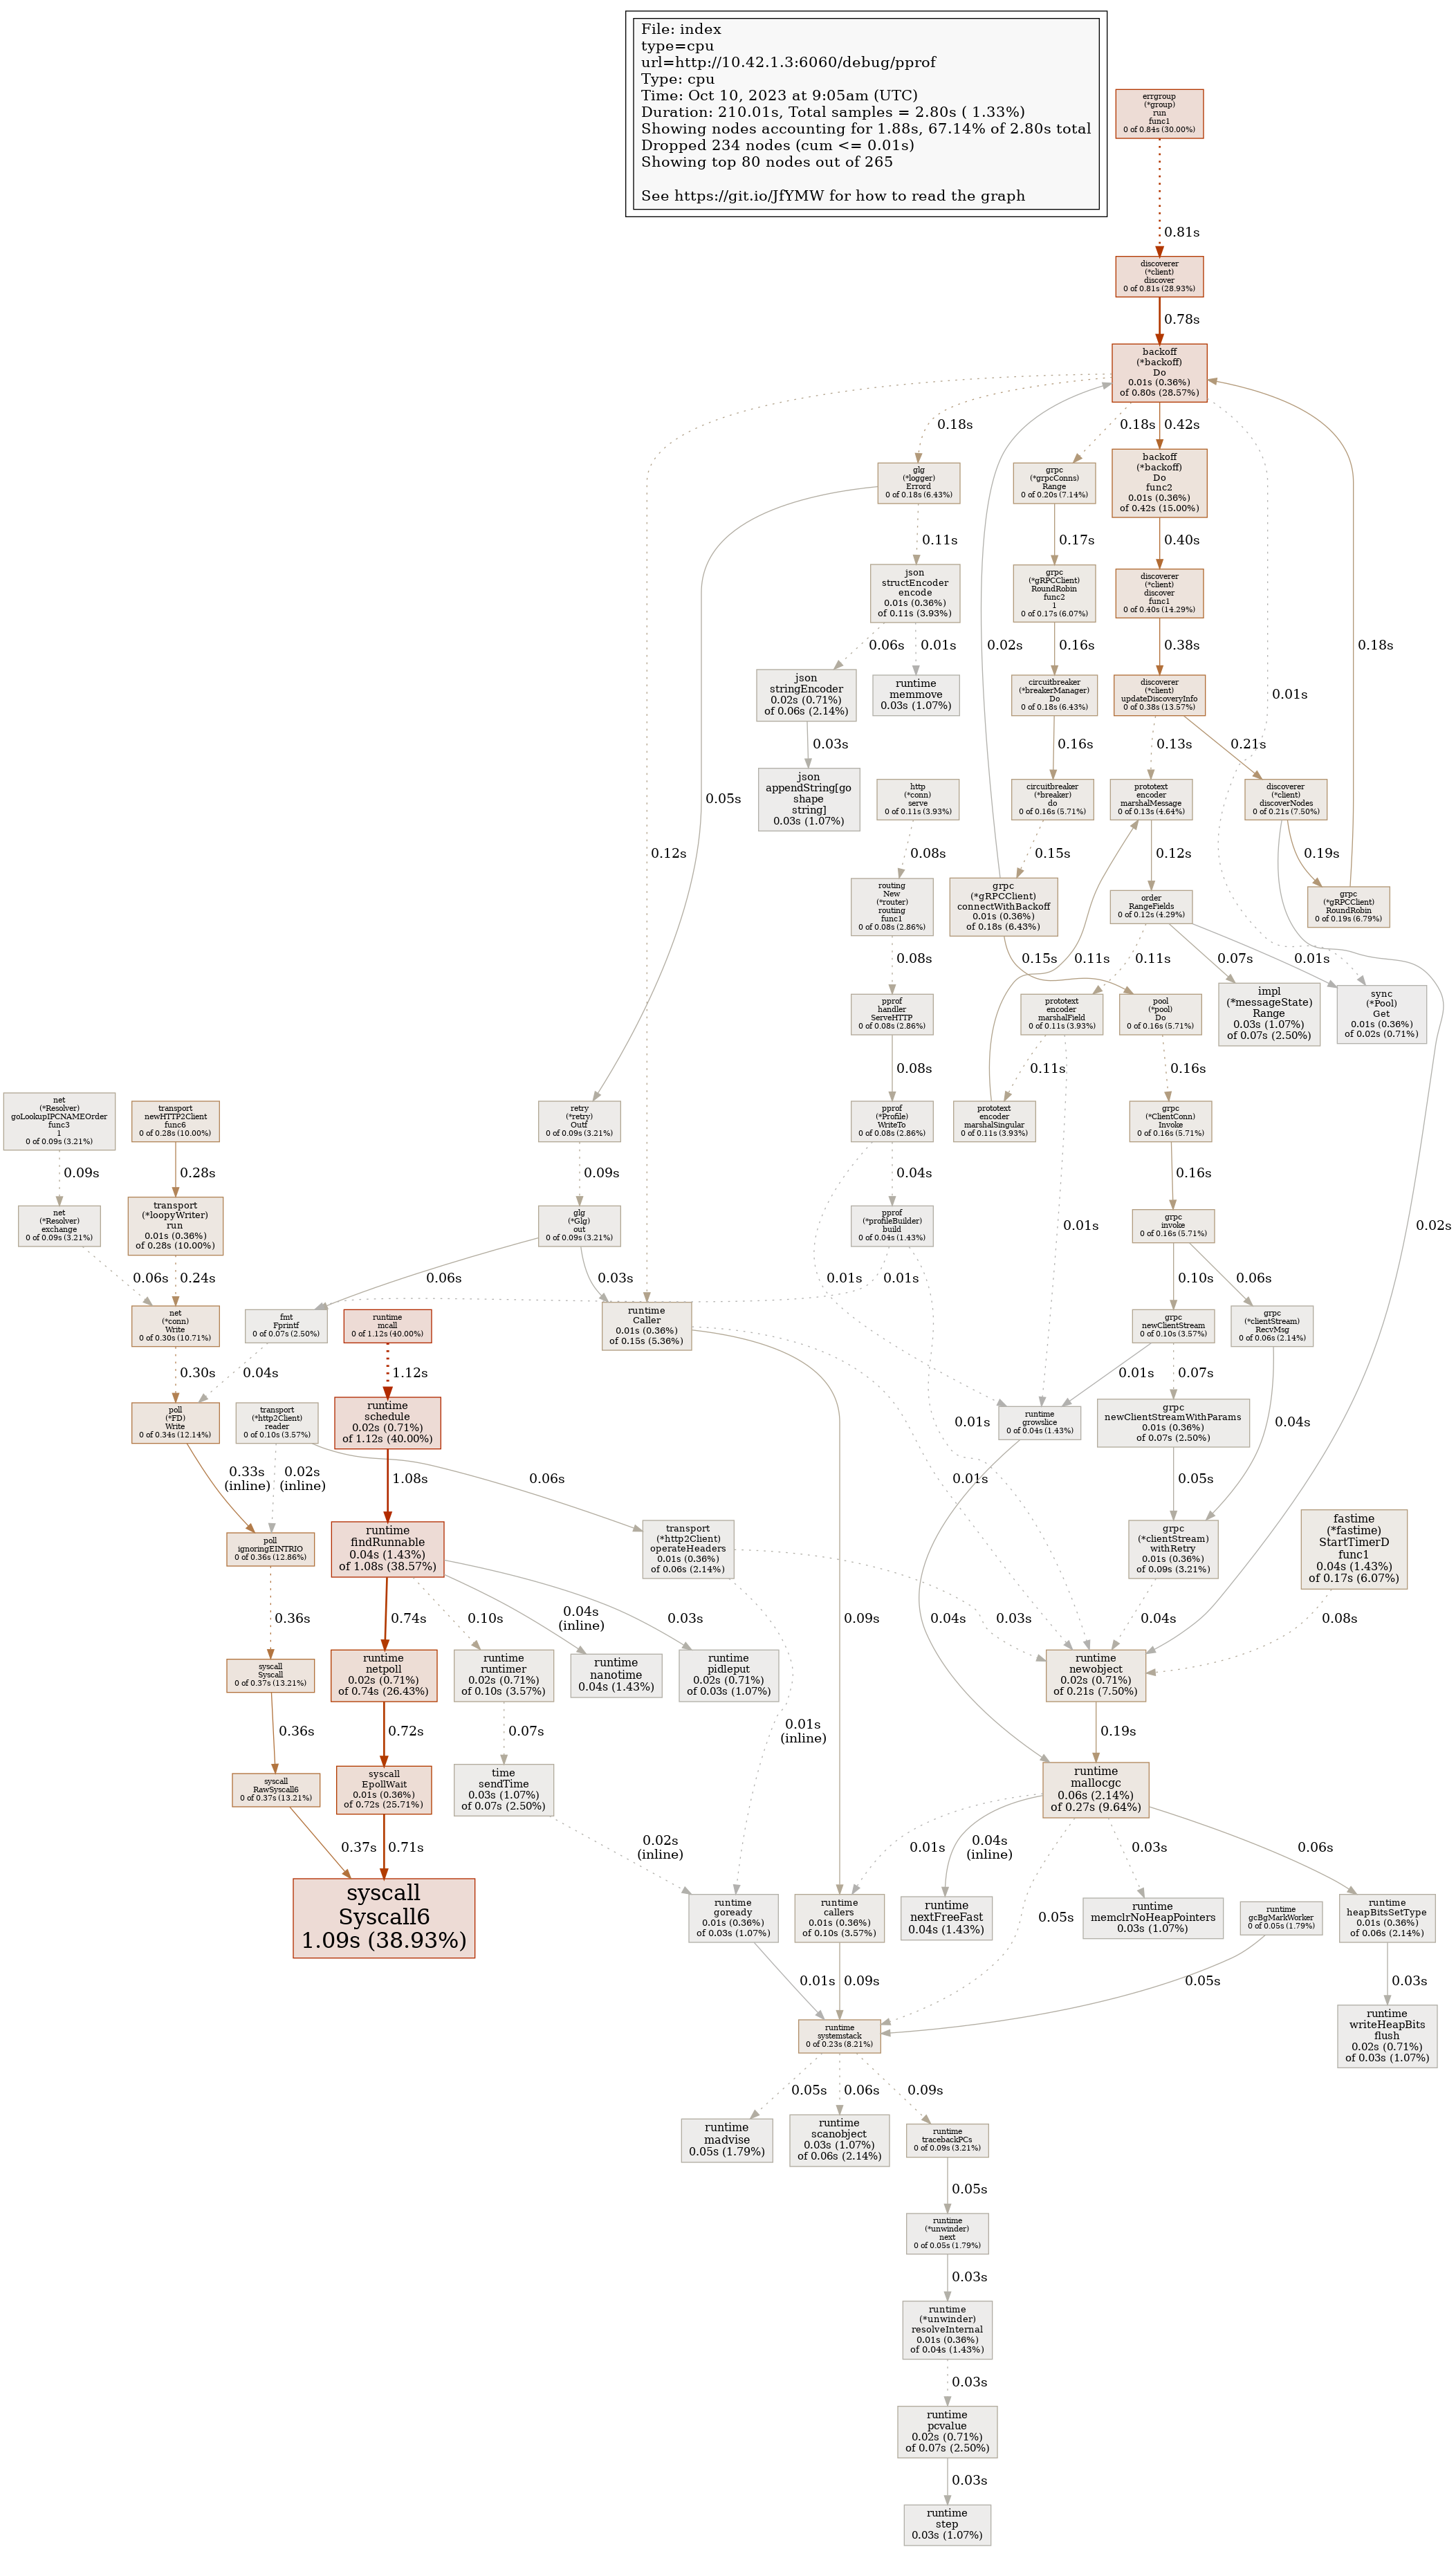 File: index
type=cpu
url=http://10.42.1.3:6060/debug/pprof
Type: cpu
Time: Oct 10, 2023 at 9:05am (UTC)
Duration: 210.01s, Total samples = 2.80s ( 1.33%)
Showing nodes accounting for 1.88s, 67.14% of 2.80s total
Dropped 234 nodes (cum <= 0.01s)
Showing top 80 nodes out of 265
See https://git.io/JfYMW for how to read the graph
errgroup
(*group)
run
func1
0 of 0.84s (30.00%)
0.81s
discoverer
(*client)
discover
0 of 0.81s (28.93%)
0.78s
backoff
(*backoff)
Do
0.01s (0.36%)
of 0.80s (28.57%)
0.18s
0.18s
0.42s
glg
(*logger)
Errord
0 of 0.18s (6.43%)
grpc
(*grpcConns)
Range
0 of 0.20s (7.14%)
backoff
(*backoff)
Do
func2
0.01s (0.36%)
of 0.42s (15.00%)
0.11s
0.17s
0.40s
json
structEncoder
encode
0.01s (0.36%)
of 0.11s (3.93%)
grpc
(*gRPCClient)
RoundRobin
func2
1
0 of 0.17s (6.07%)
discoverer
(*client)
discover
func1
0 of 0.40s (14.29%)
0.06s
0.01s
0.02s
0.16s
0.38s
0.18s
json
stringEncoder
0.02s (0.71%)
of 0.06s (2.14%)
runtime
memmove
0.03s (1.07%)
circuitbreaker
(*breakerManager)
Do
0 of 0.18s (6.43%)
discoverer
(*client)
updateDiscoveryInfo
0 of 0.38s (13.57%)
0.01s
0.03s
0.16s
0.13s
0.21s
json
appendString[go
shape
string]
0.03s (1.07%)
http
(*conn)
serve
0 of 0.11s (3.93%)
circuitbreaker
(*breaker)
do
0 of 0.16s (5.71%)
prototext
encoder
marshalMessage
0 of 0.13s (4.64%)
discoverer
(*client)
discoverNodes
0 of 0.21s (7.50%)
0.05s
0.12s
0.08s
0.15s
0.12s
0.19s
routing
New
(*router)
routing
func1
0 of 0.08s (2.86%)
grpc
(*gRPCClient)
connectWithBackoff
0.01s (0.36%)
of 0.18s (6.43%)
order
RangeFields
0 of 0.12s (4.29%)
grpc
(*gRPCClient)
RoundRobin
0 of 0.19s (6.79%)
0.08s
0.15s
0.11s
0.11s
0.07s
0.01s
pprof
handler
ServeHTTP
0 of 0.08s (2.86%)
prototext
encoder
marshalField
0 of 0.11s (3.93%)
pool
(*pool)
Do
0 of 0.16s (5.71%)
impl
(*messageState)
Range
0.03s (1.07%)
of 0.07s (2.50%)
sync
(*Pool)
Get
0.01s (0.36%)
of 0.02s (0.71%)
0.08s
0.11s
0.16s
net
(*Resolver)
goLookupIPCNAMEOrder
func3
1
0 of 0.09s (3.21%)
transport
newHTTP2Client
func6
0 of 0.28s (10.00%)
retry
(*retry)
Outf
0 of 0.09s (3.21%)
pprof
(*Profile)
WriteTo
0 of 0.08s (2.86%)
prototext
encoder
marshalSingular
0 of 0.11s (3.93%)
grpc
(*ClientConn)
Invoke
0 of 0.16s (5.71%)
0.09s
0.28s
0.09s
0.04s
0.16s
net
(*Resolver)
exchange
0 of 0.09s (3.21%)
transport
(*loopyWriter)
run
0.01s (0.36%)
of 0.28s (10.00%)
glg
(*Glg)
out
0 of 0.09s (3.21%)
pprof
(*profileBuilder)
build
0 of 0.04s (1.43%)
0.01s
grpc
invoke
0 of 0.16s (5.71%)
0.02s
0.06s
0.24s
0.06s
0.03s
0.01s
0.01s
0.10s
0.06s
net
(*conn)
Write
0 of 0.30s (10.71%)
fmt
Fprintf
0 of 0.07s (2.50%)
runtime
mcall
0 of 1.12s (40.00%)
runtime
Caller
0.01s (0.36%)
of 0.15s (5.36%)
grpc
newClientStream
0 of 0.10s (3.57%)
grpc
(*clientStream)
RecvMsg
0 of 0.06s (2.14%)
0.30s
0.04s
1.12s
0.01s
0.07s
poll
(*FD)
Write
0 of 0.34s (12.14%)
transport
(*http2Client)
reader
0 of 0.10s (3.57%)
runtime
schedule
0.02s (0.71%)
of 1.12s (40.00%)
0.01s
runtime
growslice
0 of 0.04s (1.43%)
grpc
newClientStreamWithParams
0.01s (0.36%)
of 0.07s (2.50%)
0.04s
0.33s
(inline)
0.02s
(inline)
1.08s
0.06s
0.01s
0.05s
poll
ignoringEINTRIO
0 of 0.36s (12.86%)
runtime
findRunnable
0.04s (1.43%)
of 1.08s (38.57%)
transport
(*http2Client)
operateHeaders
0.01s (0.36%)
of 0.06s (2.14%)
grpc
(*clientStream)
withRetry
0.01s (0.36%)
of 0.09s (3.21%)
fastime
(*fastime)
StartTimerD
func1
0.04s (1.43%)
of 0.17s (6.07%)
0.36s
0.74s
0.10s
0.04s
(inline)
0.03s
0.09s
0.04s
0.03s
0.04s
0.08s
syscall
Syscall
0 of 0.37s (13.21%)
runtime
netpoll
0.02s (0.71%)
of 0.74s (26.43%)
runtime
runtimer
0.02s (0.71%)
of 0.10s (3.57%)
runtime
nanotime
0.04s (1.43%)
runtime
pidleput
0.02s (0.71%)
of 0.03s (1.07%)
runtime
newobject
0.02s (0.71%)
of 0.21s (7.50%)
0.36s
0.72s
0.07s
0.01s
(inline)
0.19s
syscall
RawSyscall6
0 of 0.37s (13.21%)
syscall
EpollWait
0.01s (0.36%)
of 0.72s (25.71%)
time
sendTime
0.03s (1.07%)
of 0.07s (2.50%)
runtime
mallocgc
0.06s (2.14%)
of 0.27s (9.64%)
0.37s
0.71s
0.02s
(inline)
0.01s
0.04s
(inline)
0.03s
0.06s
syscall
Syscall6
1.09s (38.93%)
runtime
goready
0.01s (0.36%)
of 0.03s (1.07%)
runtime
callers
0.01s (0.36%)
of 0.10s (3.57%)
runtime
nextFreeFast
0.04s (1.43%)
0.05s
runtime
memclrNoHeapPointers
0.03s (1.07%)
runtime
gcBgMarkWorker
0 of 0.05s (1.79%)
runtime
heapBitsSetType
0.01s (0.36%)
of 0.06s (2.14%)
0.01s
0.09s
0.05s
0.03s
runtime
systemstack
0 of 0.23s (8.21%)
runtime
writeHeapBits
flush
0.02s (0.71%)
of 0.03s (1.07%)
0.05s
0.06s
0.09s
runtime
madvise
0.05s (1.79%)
runtime
scanobject
0.03s (1.07%)
of 0.06s (2.14%)
runtime
tracebackPCs
0 of 0.09s (3.21%)
0.05s
runtime
(*unwinder)
next
0 of 0.05s (1.79%)
0.03s
runtime
(*unwinder)
resolveInternal
0.01s (0.36%)
of 0.04s (1.43%)
0.03s
runtime
pcvalue
0.02s (0.71%)
of 0.07s (2.50%)
0.03s
runtime
step
0.03s (1.07%)